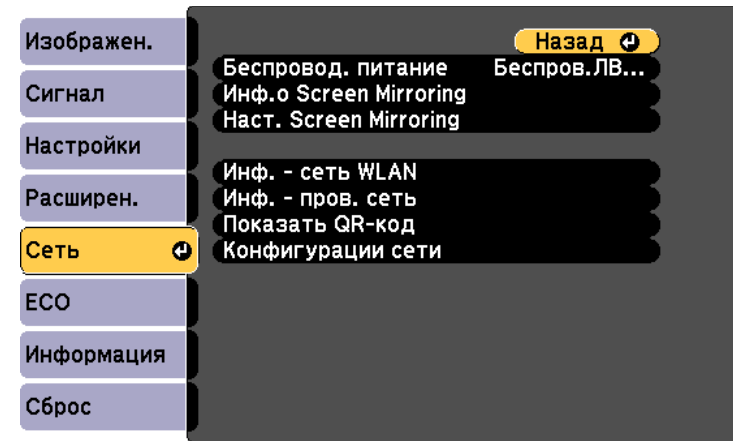 Изображен.
Сигнал
Настройки
Расширен.
Сеть
ECO
Информация
Сброс
Назад
Беспровод. питание Беспров.ЛВ...
Инф.о Screen Mirroring
Наст. Screen Mirroring
Инф. - сеть WLAN
Инф. - пров. сеть
Показать QR-код
Конфигурации сети